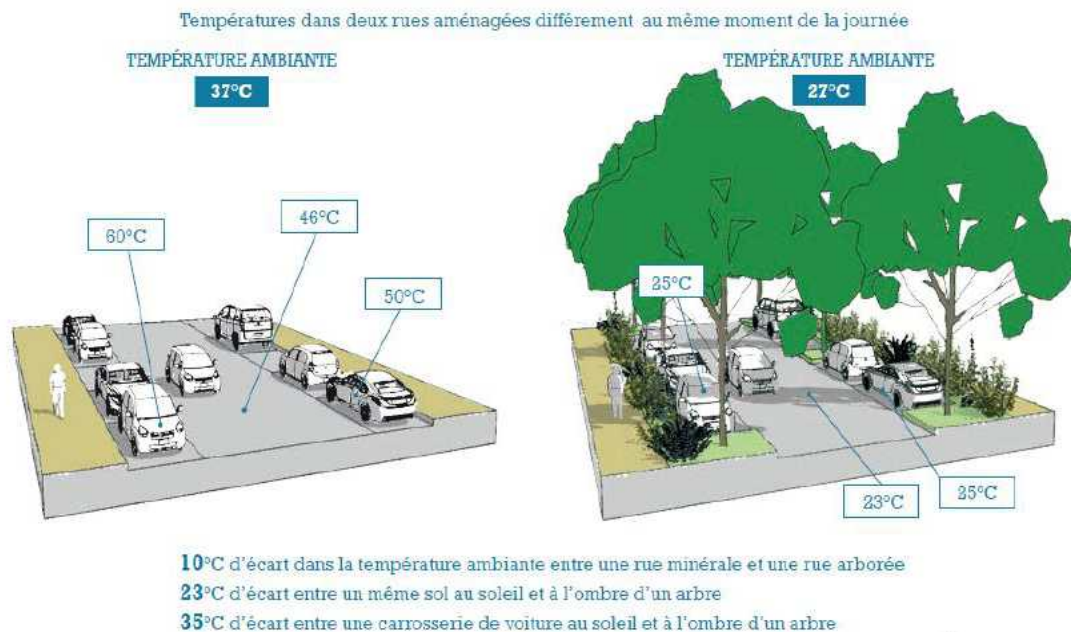 Températures dans deux rues aménagées différement au même moment de la journée
TEMPÉRATURE AMBIANTE
37°C
TEMPÉRATURE AMBIANTE
27°C
60°C
46°C
50°C
25°C
23°C
25°C
10°C d'écart dans la température ambiante entre une rue minérale et une rue arborée
23°C d'écart entre un même sol au soleil et à l'ombre d'un arbre
35°C d'écart entre une carrosserie de voiture au soleil et à l'ombre d'un arbre